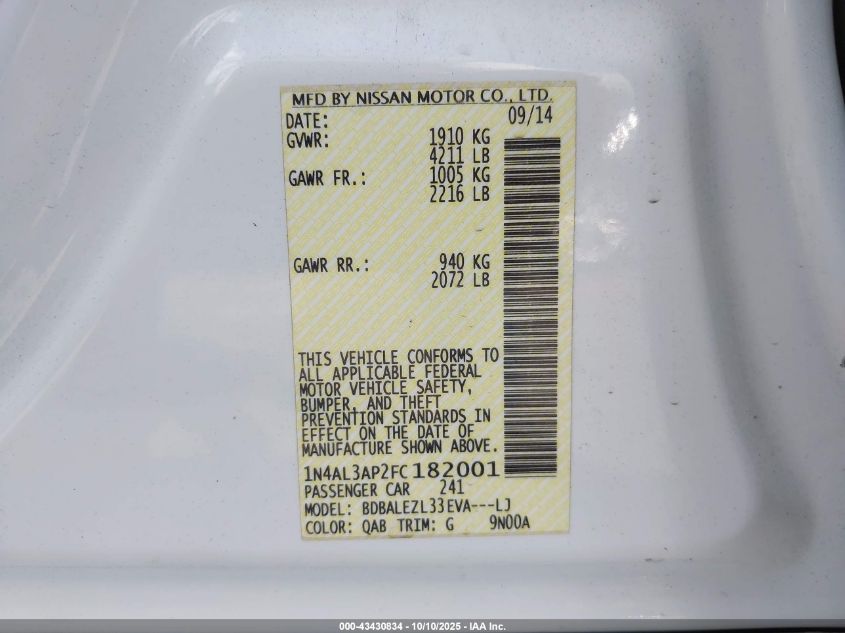 MFD BY NISSAN MOTOR CO., LTD.
DATE: 09/14
GVWR: 1910 KG
4211 LB
GAWR FR.: 1005 KG
2216 LB
GAWR RR.: 940 KG
2072 LB
THIS VEHICLE CONFORMS TO
ALL APPLICABLE FEDERAL
MOTOR VEHICLE SAFETY,
BUMPER, AND THEFT
PREVENTION STANDARDS IN
EFFECT ON THE DATE OF
MANUFACTURE SHOWN ABOVE.
1N4AL3AP2FC182001
PASSENGER CAR 241
MODEL: BDBALEZL33EVA---LJ
COLOR: QAB TRIM: G 9N00A
000-43430834 - 10/10/2025 - IAA Inc.